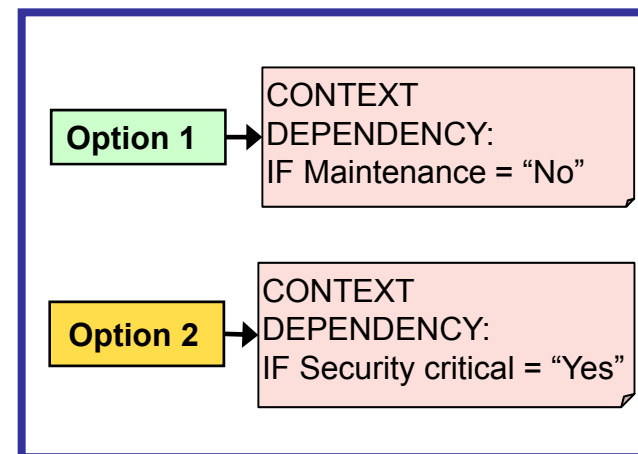 Option 1
CONTEXT
DEPENDENCY:
IF Maintenance = “No”
Option 2
CONTEXT
DEPENDENCY:
IF Security critical = “Yes”